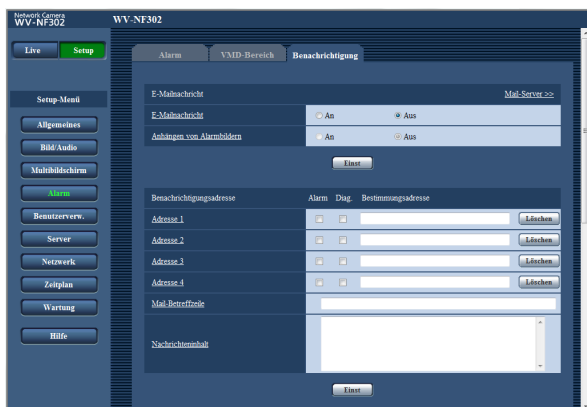 Network Camera
WV-NF302
WV-NF302
Live Setup
Setup-Menü
Allgemeines
Bild/Audio
Multibildschirm
Alarm
Benutzerverw.
Server
Netzwerk
Zeitplan
Wartung
Hilfe
Alarm VMD-Bereich Benachrichtigung
E-Mailnachricht Mail-Server >>
E-Mailnachricht An Aus
Anhängen von Alarmbildern An Aus
Einst
Benachrichtigungsadresse Alarm Diag. Bestimmungsadresse
Adresse 1 Löschen
Adresse 2 Löschen
Adresse 3 Löschen
Adresse 4 Löschen
Mail-Betreffzeile
Nachrichteninhalt
Einst